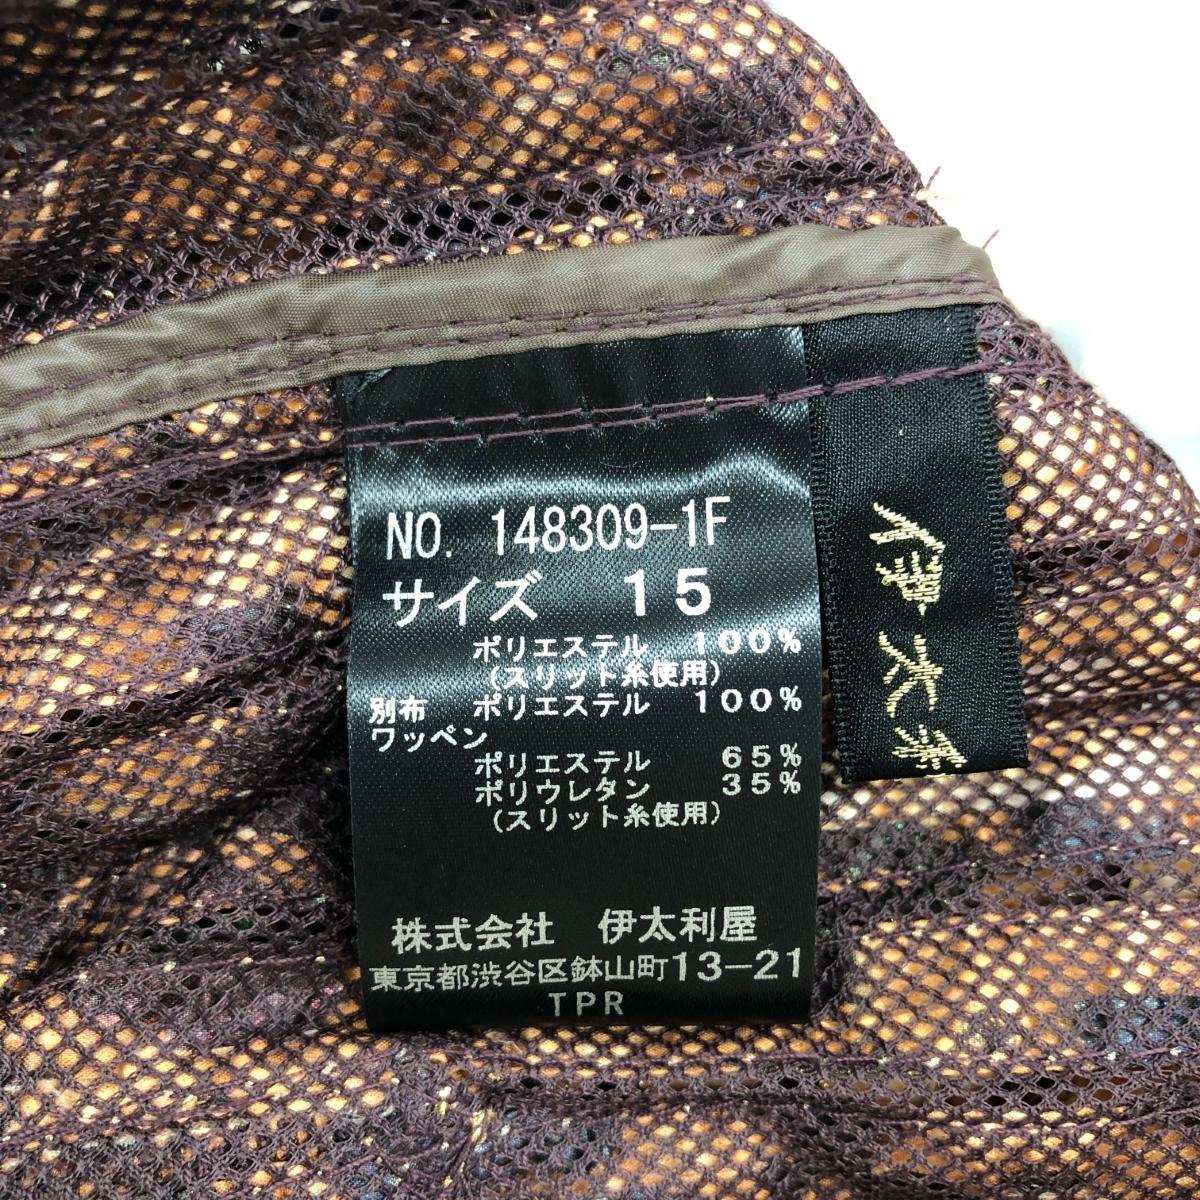 NO. 148309-1F
サイズ 15
ポリエステル 100%
(スリット糸使用)
別布 ポリエステル 100%
ワッペン
ポリエステル 65%
ポリウレタン 35%
(スリット糸使用)
株式会社 伊太利屋
東京都渋谷区鉢山町13-21
TPR
伊太利